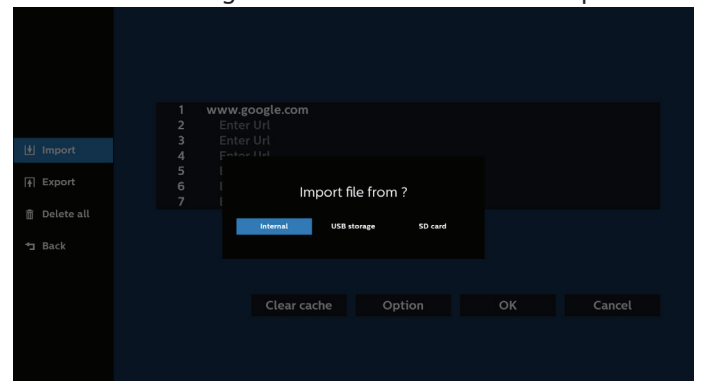 1 www.google.com
2 Enter Url
3 Enter Url
4 Enter Url
5
6
7
Import
Export
Delete all
Back
Import file from ?
Internal USB storage SD card
Clear cache Option OK Cancel